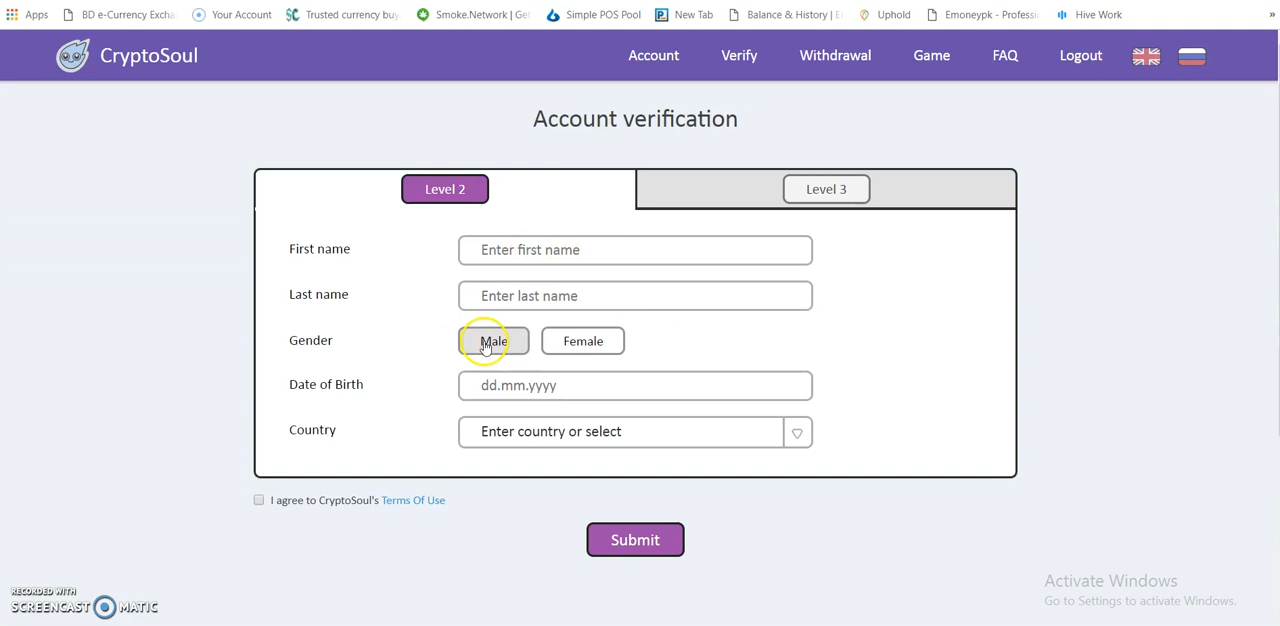 Apps BD e-Currency Excha Your Account Trusted currency buy Smoke.Network | Ge Simple POS Pool New Tab Balance & History | E Uphold Emoneypk - Professi Hive Work »
CryptoSoul Account Verify Withdrawal Game FAQ Logout
Account verification
Level 2 Level 3
First name Enter first name
Last name Enter last name
Gender Male Female
Date of Birth dd.mm.yyyy
Country Enter country or select
I agree to CryptoSoul's Terms Of Use
Submit
Activate Windows
Go to Settings to activate Windows.
RECORDED WITH
SCREENCAST MATIC